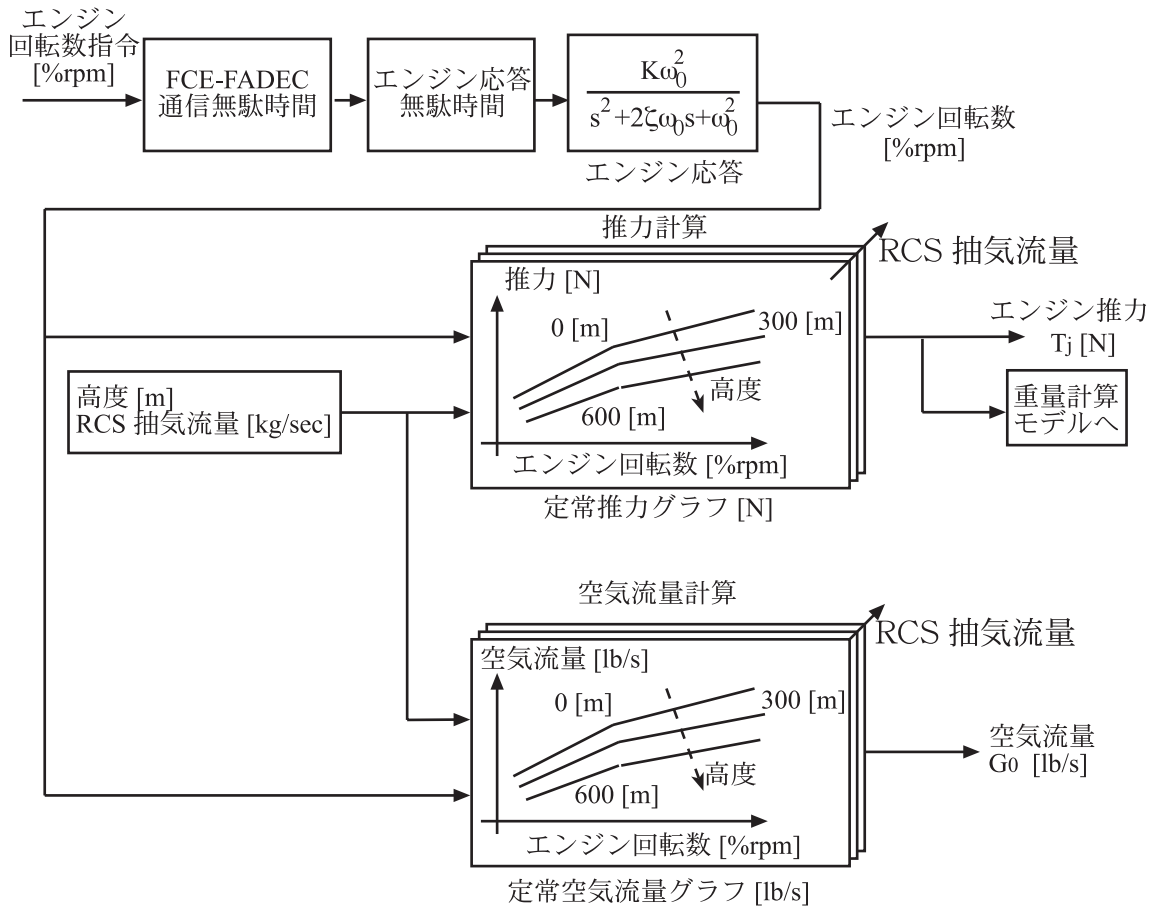 エンジン
回転数指令
[%rpm]
FCE-FADEC
通信無駄時間
エンジン応答
無駄時間
Kω₀²
s²+2ζω₀s+ω₀²
エンジン応答
エンジン回転数
[%rpm]
推力計算
RCS 抽気流量
推力 [N]
0 [m]
300 [m]
高度
600 [m]
エンジン回転数 [%rpm]
定常推力グラフ [N]
高度 [m]
RCS 抽気流量 [kg/sec]
エンジン推力
Tj [N]
重量計算
モデルへ
空気流量計算
RCS 抽気流量
空気流量 [lb/s]
0 [m]
300 [m]
高度
600 [m]
エンジン回転数 [%rpm]
定常空気流量グラフ [lb/s]
空気流量
G0 [lb/s]